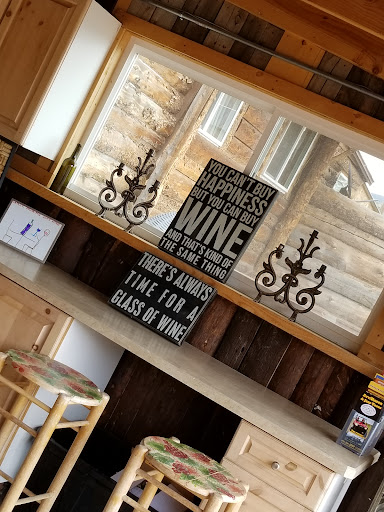 YOU CAN'T BUY
HAPPINESS
BUT YOU CAN BUY
WINE
AND THAT'S KIND OF
THE SAME THING
THERE'S ALWAYS
TIME FOR A
GLASS OF WINE